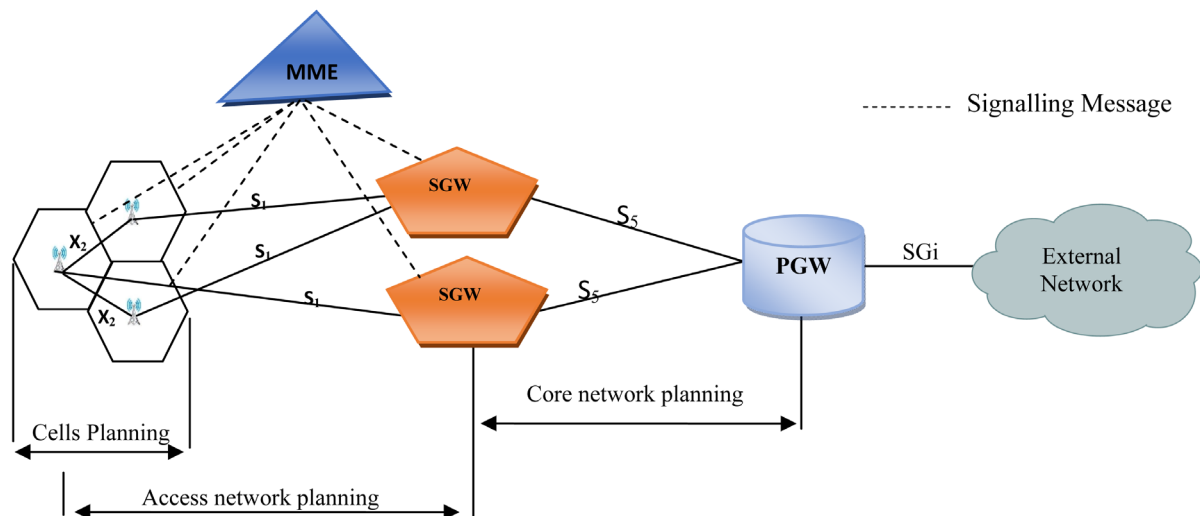 MME
Signalling Message
SGW
S₁
S₅
X₂
S₁
PGW
SGi
External
Network
SGW
S₁
S₅
X₂
Core network planning
Cells Planning
Access network planning